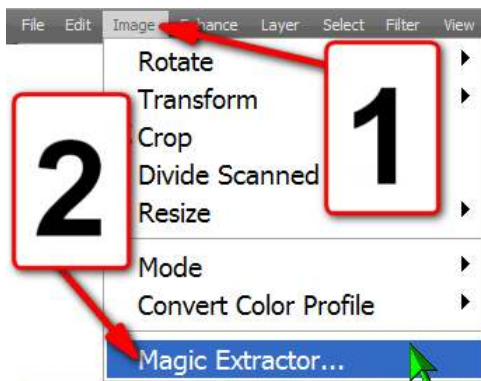 File Edit Image Enhance Layer Select Filter View
Rotate
Transform
1
Crop
2
Divide Scanned
Resize
Mode
Convert Color Profile
Magic Extractor...